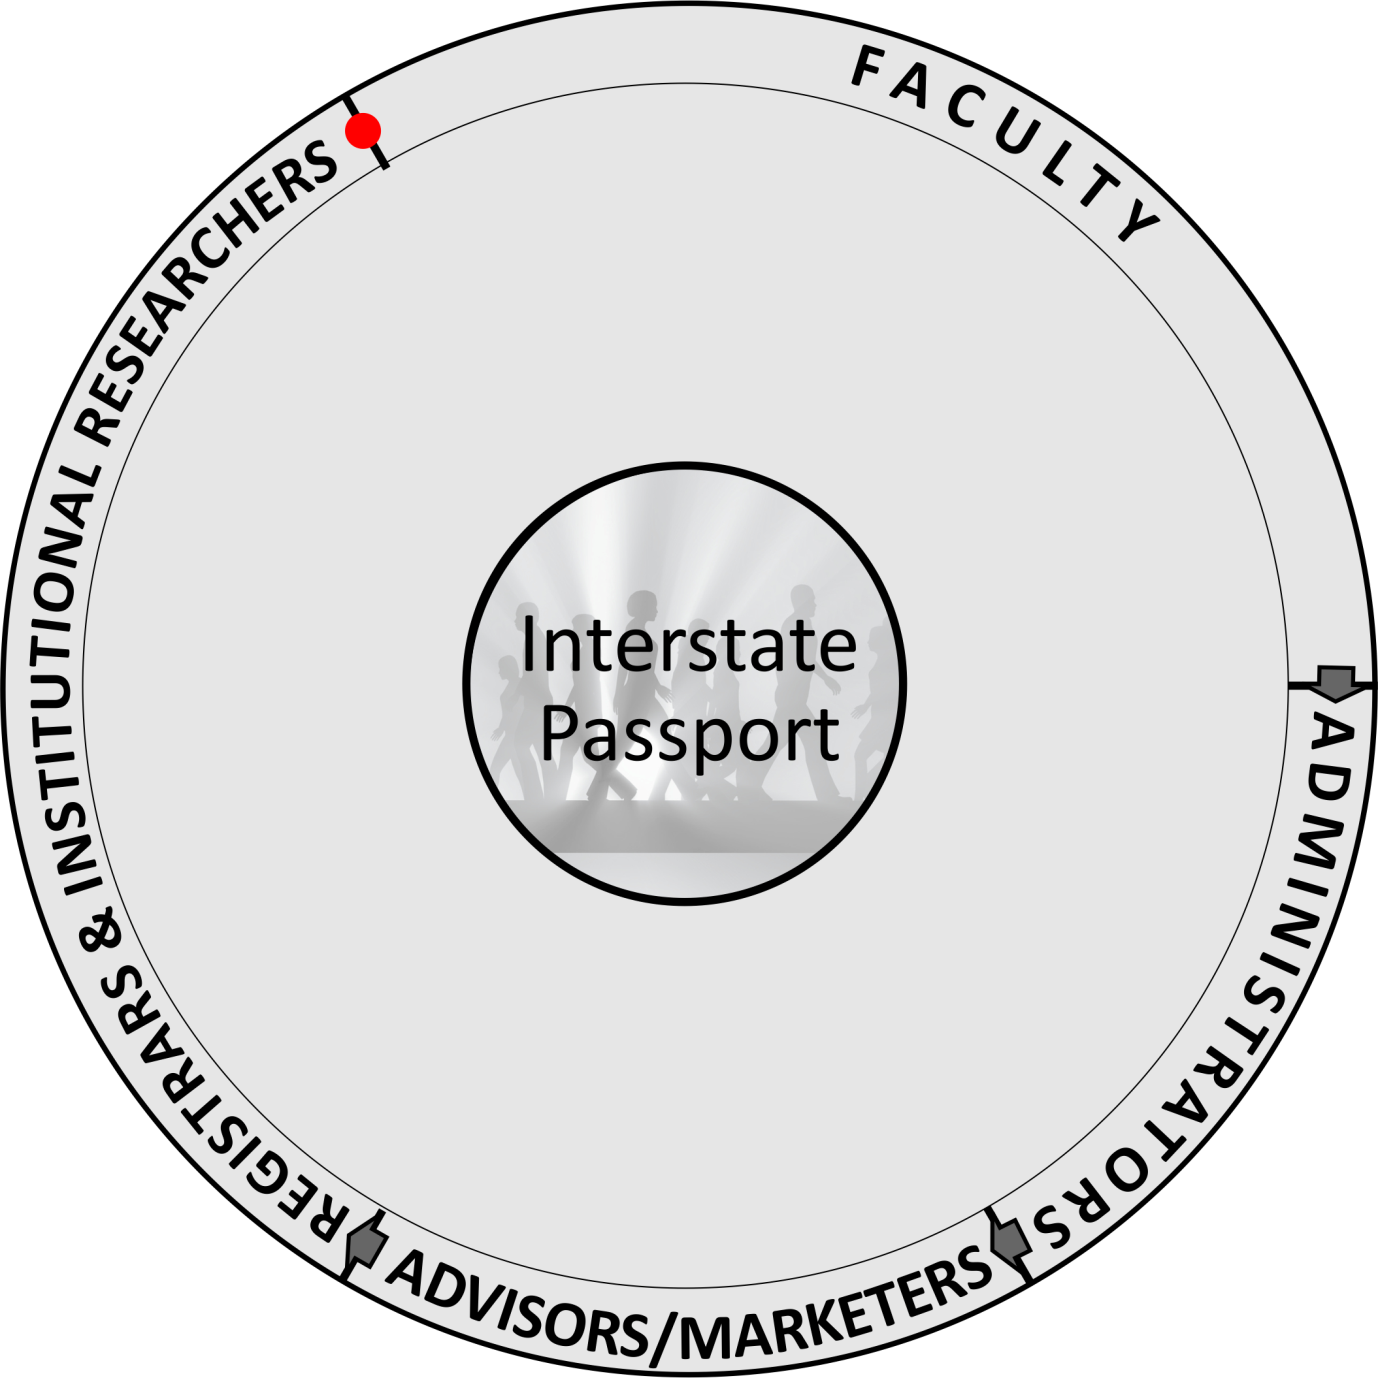 FACULTY
ADMINISTRATORS
ADVISORS/MARKETERS
REGISTRARS & INSTITUTIONAL RESEARCHERS
Interstate
Passport